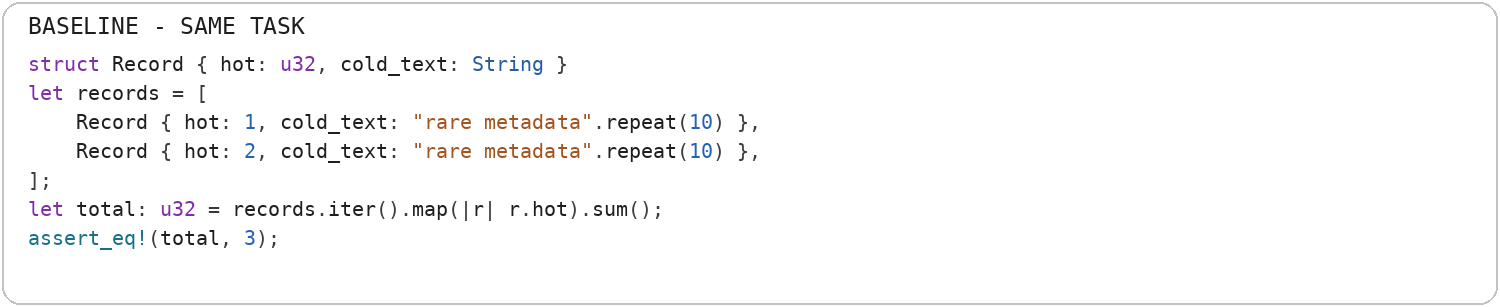 BASELINE - SAME TASK
struct Record { hot: u32, cold_text: String }
let records = [
    Record { hot: 1, cold_text: "rare metadata".repeat(10) },
    Record { hot: 2, cold_text: "rare metadata".repeat(10) },
];
let total: u32 = records.iter().map(|r| r.hot).sum();
assert_eq!(total, 3);